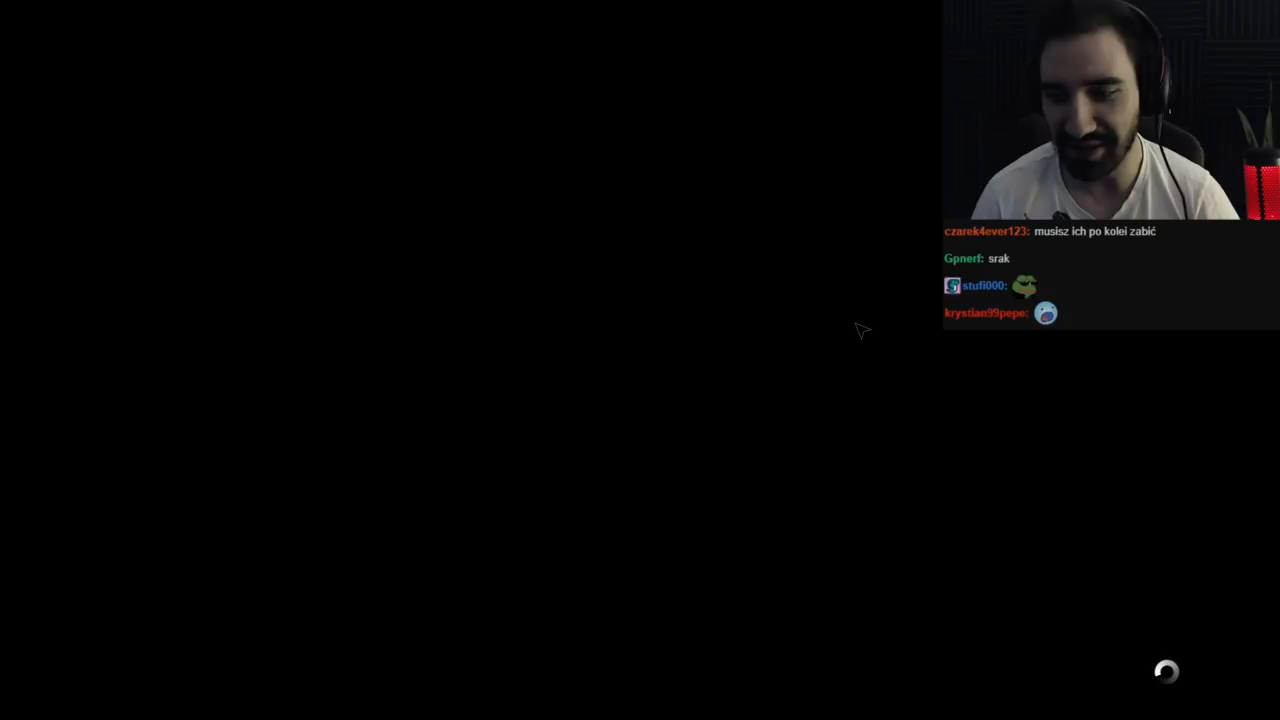 czarek4ever123: musisz ich po kolei zabić
Gpnerf: srak
stufi000:
krystian99pepe: